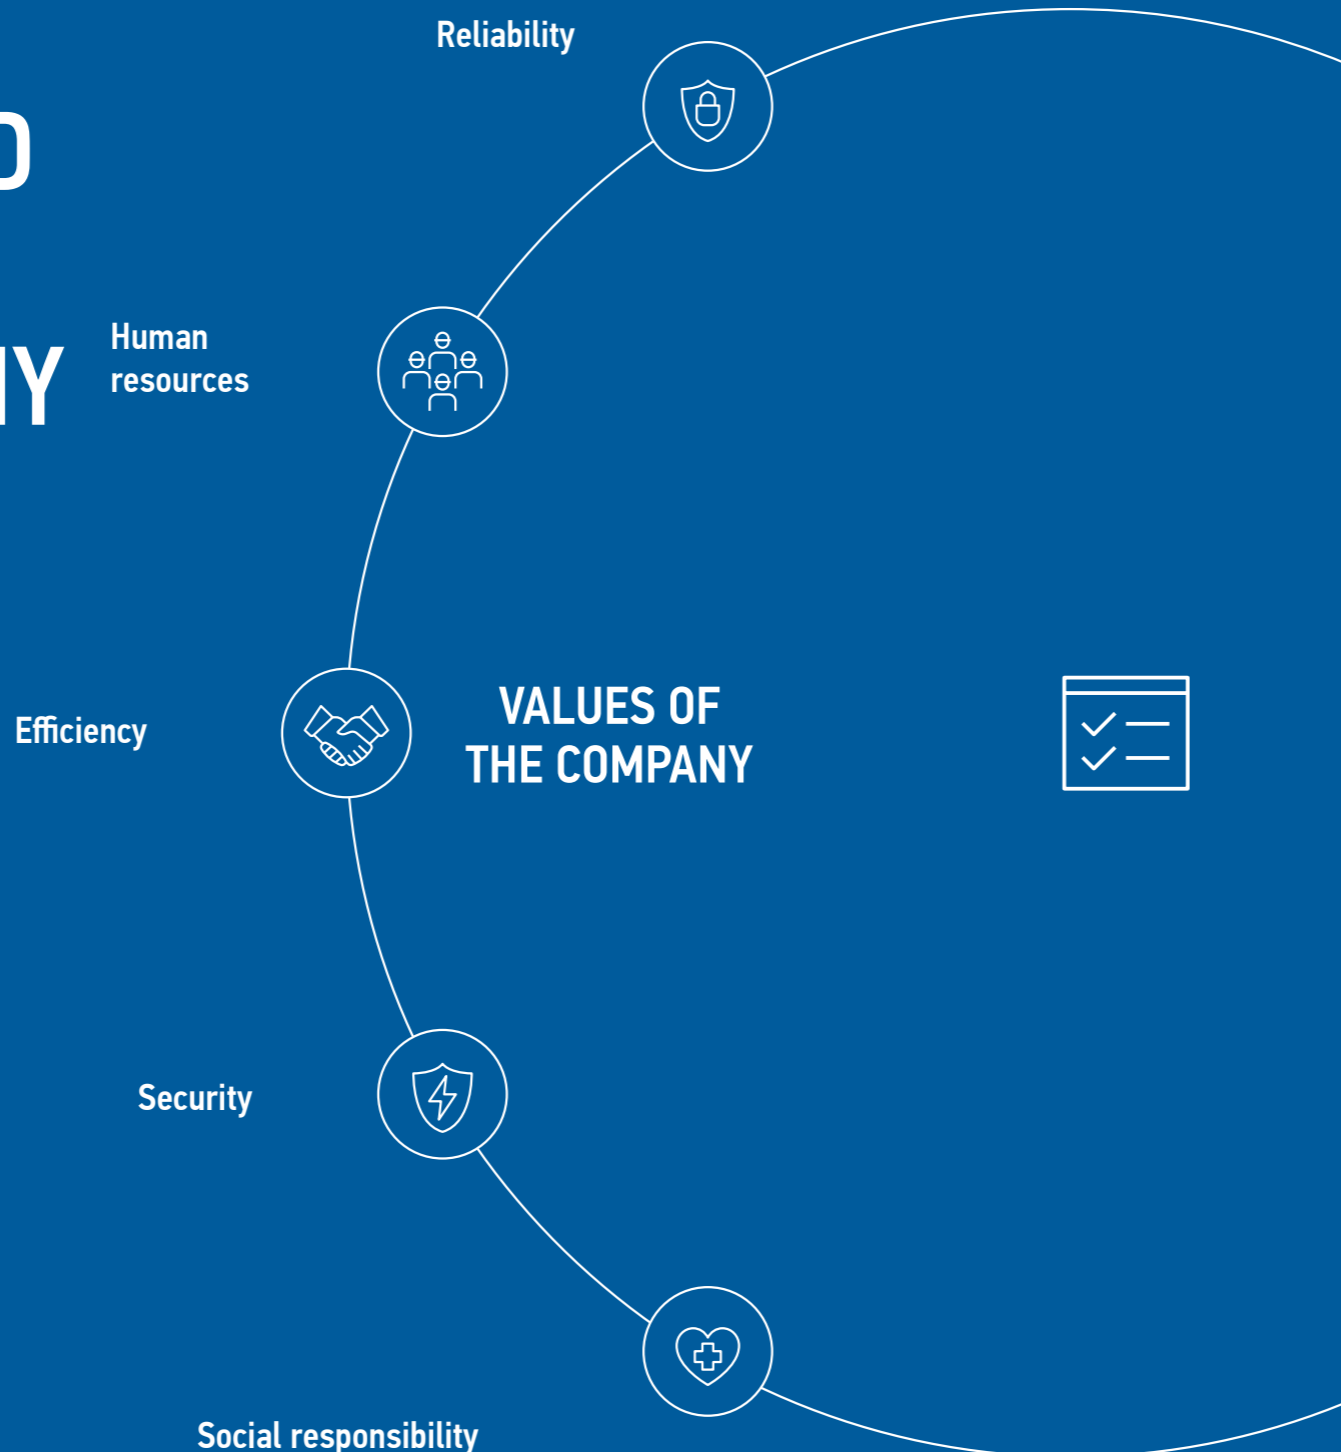 Reliability
Human
resources
Efficiency
VALUES OF
THE COMPANY
Security
Social responsibility